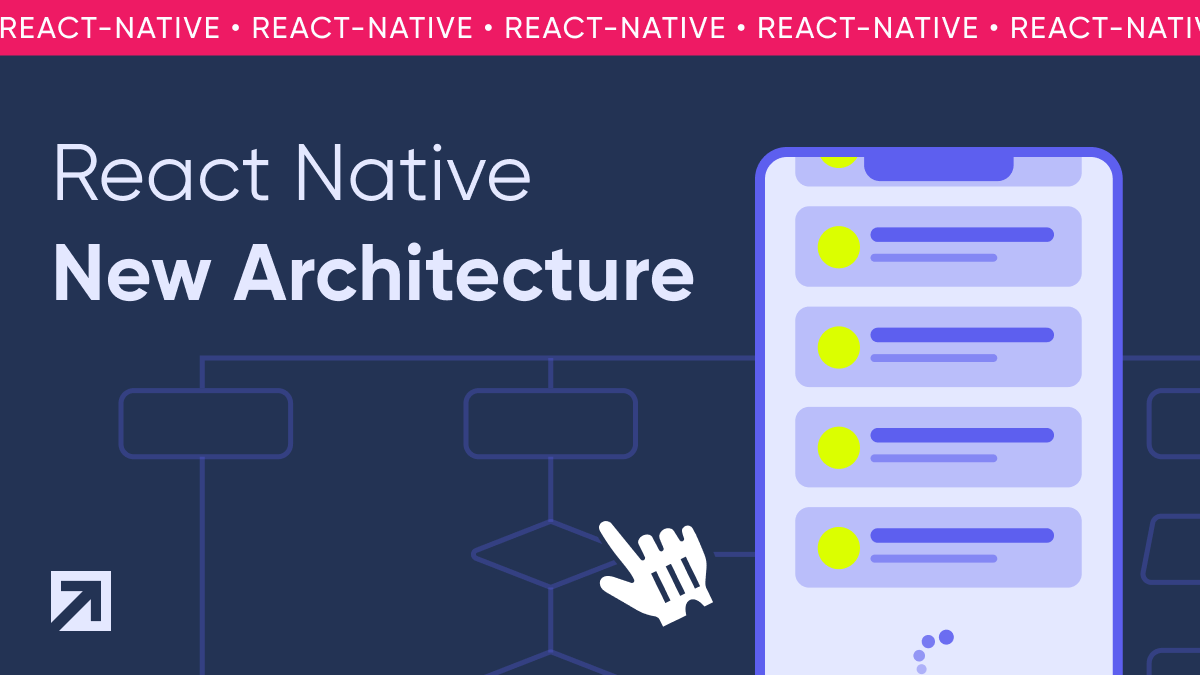 REACT-NATIVE • REACT-NATIVE • REACT-NATIVE • REACT-NATIVE • REACT-NATIV
React Native
New Architecture